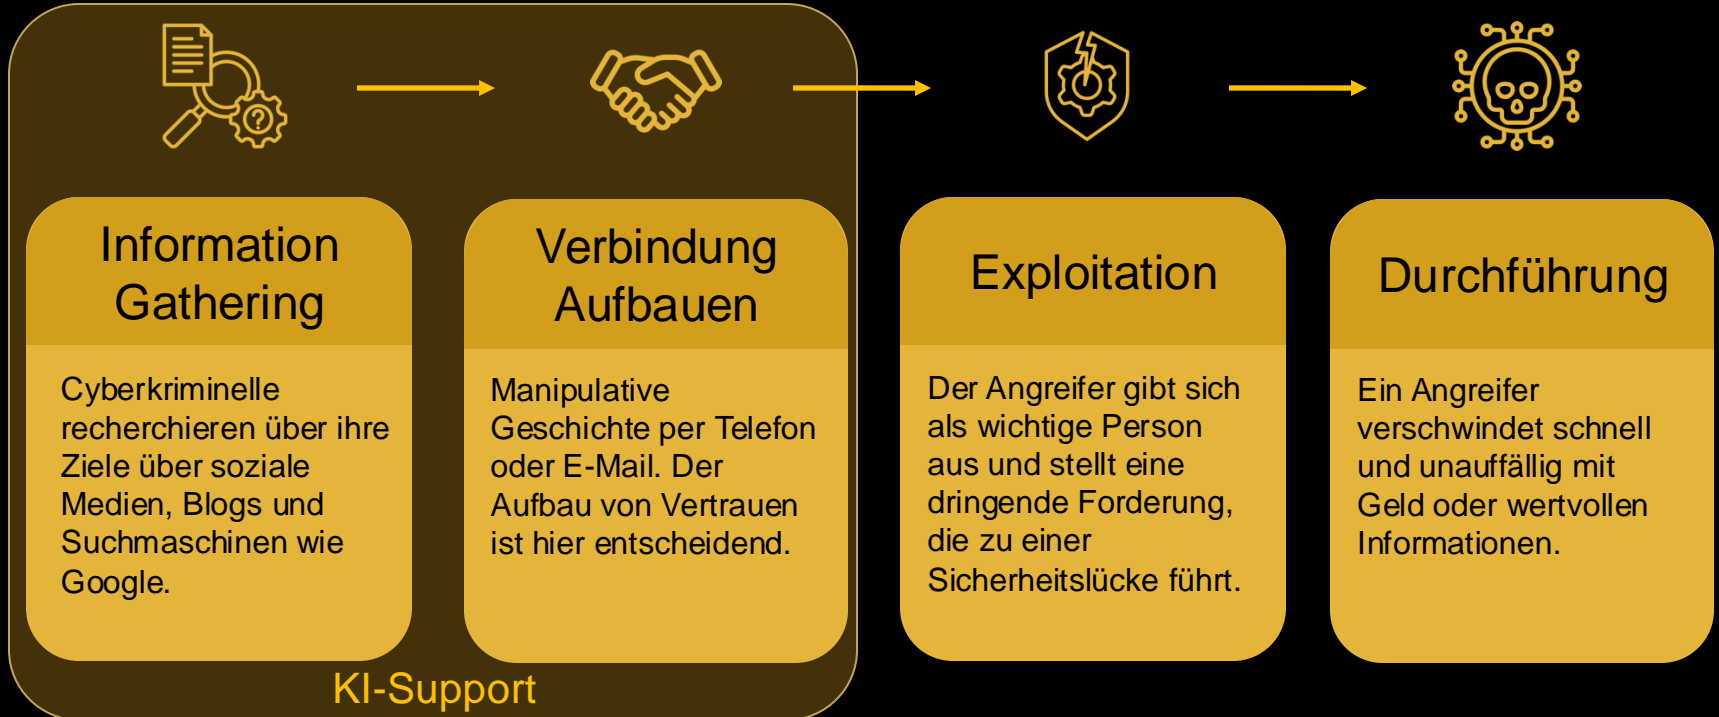 Information
Gathering
Cyberkriminelle
recherchieren über ihre
Ziele über soziale
Medien, Blogs und
Suchmaschinen wie
Google.
Verbindung
Aufbauen
Manipulative
Geschichte per Telefon
oder E-Mail. Der
Aufbau von Vertrauen
ist hier entscheidend.
Exploitation
Der Angreifer gibt sich
als wichtige Person
aus und stellt eine
dringende Forderung,
die zu einer
Sicherheitslücke führt.
Durchführung
Ein Angreifer
verschwindet schnell
und unauffällig mit
Geld oder wertvollen
Informationen.
KI-Support